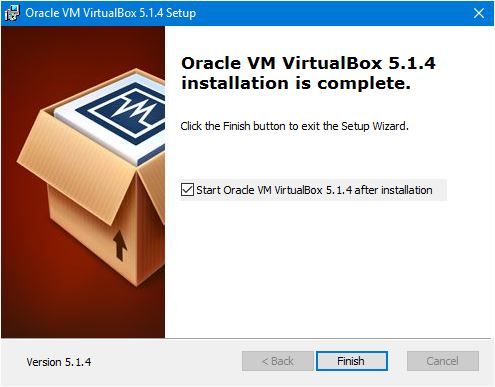 Oracle VM VirtualBox 5.1.4 Setup
Oracle VM VirtualBox 5.1.4
installation is complete.
Click the Finish button to exit the Setup Wizard.
Start Oracle VM VirtualBox 5.1.4 after installation
Version 5.1.4
< Back
Finish
Cancel